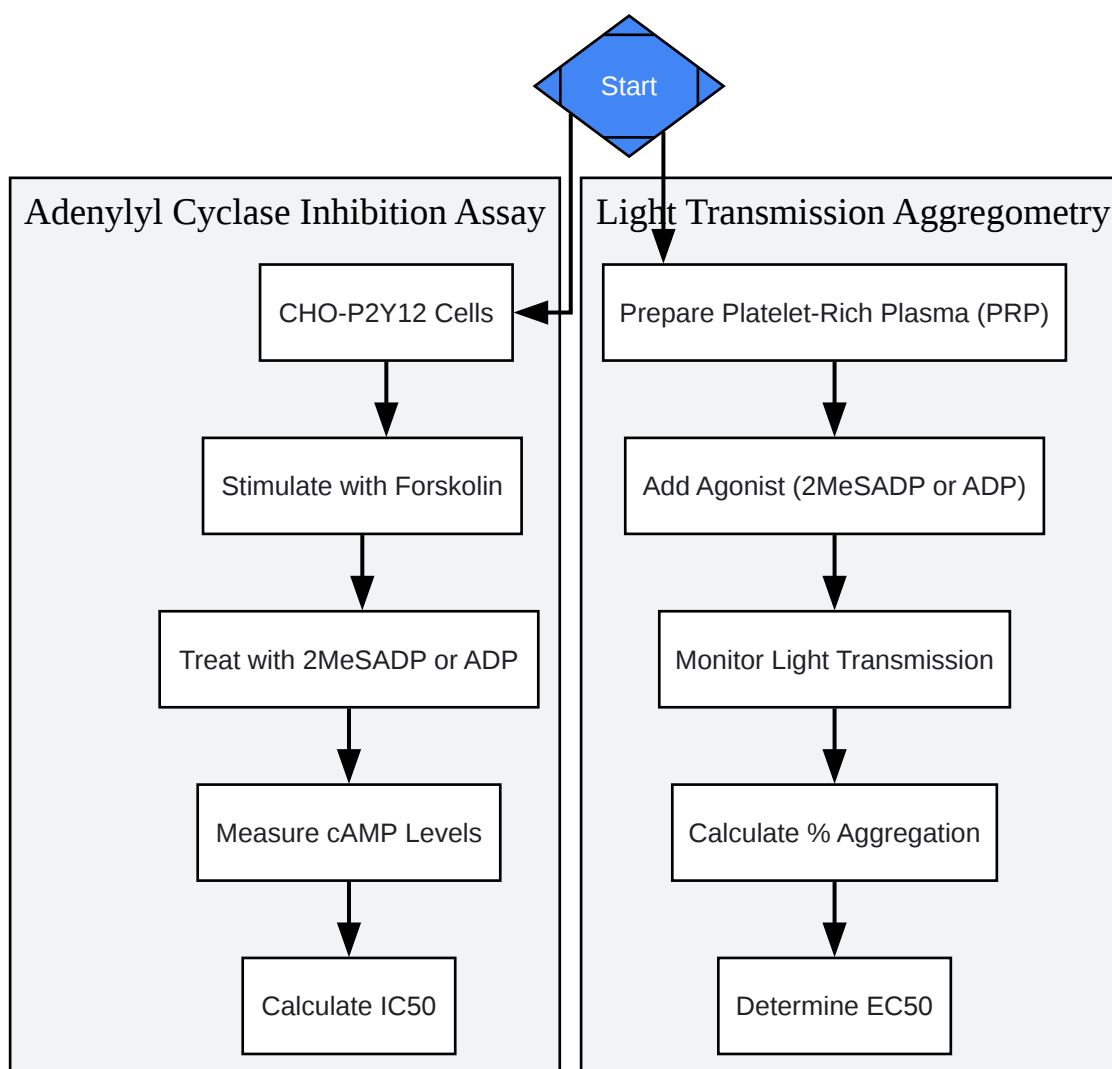 Start
Adenylyl Cyclase Inhibition Assay
CHO-P2Y12 Cells
Stimulate with Forskolin
Treat with 2MeSADP or ADP
Measure cAMP Levels
Calculate IC50
Light Transmission Aggregometry
Prepare Platelet-Rich Plasma (PRP)
Add Agonist (2MeSADP or ADP)
Monitor Light Transmission
Calculate % Aggregation
Determine EC50